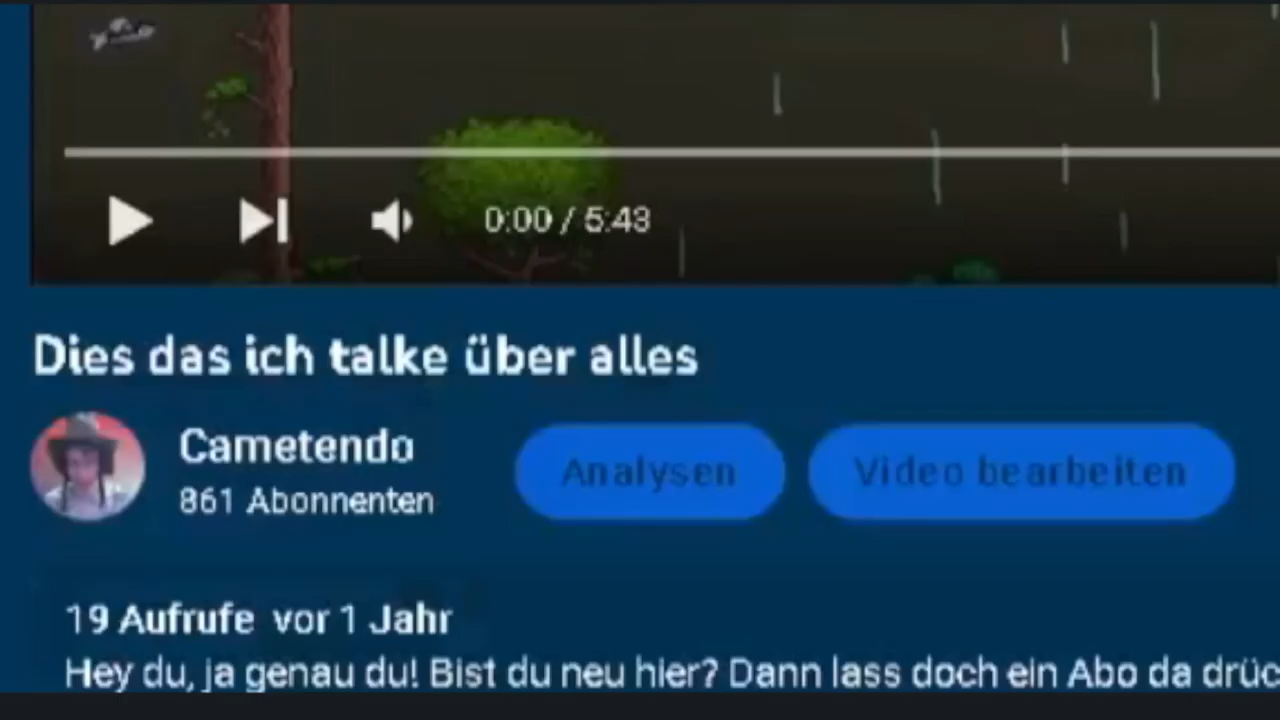 0:00 / 5:43
Dies das ich talke über alles
Cametendo
861 Abonnenten
Analysen
Video bearbeiten
19 Aufrufe vor 1 Jahr
Hey du, ja genau du! Bist du neu hier? Dann lass doch ein Abo da drüc